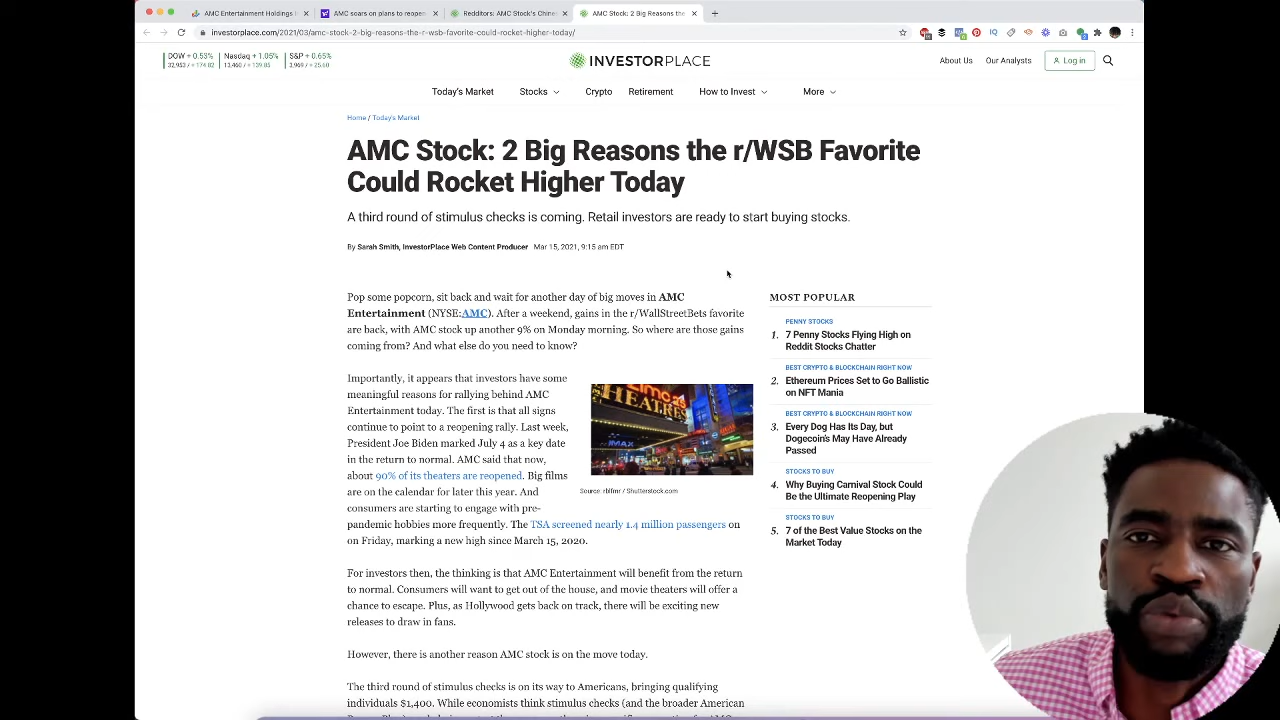 AMC Entertainment Holdings
AMC soars on plans to reopen
Redditors: AMC Stock's Chines
AMC Stock: 2 Big Reasons the
investorplace.com/2021/03/amc-stock-2-big-reasons-the-r-wsb-favorite-could-rocket-higher-today/
DOW + 0.53% Nasdaq + 1.05% S&P + 0.65%
INVESTORPLACE
About Us Our Analysts Log in
Today's Market Stocks Crypto Retirement How to Invest More
Home / Today's Market
AMC Stock: 2 Big Reasons the r/WSB Favorite
Could Rocket Higher Today
A third round of stimulus checks is coming. Retail investors are ready to start buying stocks.
By Sarah Smith, InvestorPlace Web Content Producer Mar 15, 2021, 9:15 am EDT
Pop some popcorn, sit back and wait for another day of big moves in AMC
Entertainment (NYSE:AMC). After a weekend, gains in the r/WallStreetBets favorite
are back, with AMC stock up another 9% on Monday morning. So where are those gains
coming from? And what else do you need to know?
Importantly, it appears that investors have some
meaningful reasons for rallying behind AMC
Entertainment today. The first is that all signs
continue to point to a reopening rally. Last week,
President Joe Biden marked July 4 as a key date
in the return to normal. AMC said that now,
about 90% of its theaters are reopened. Big films
are on the calendar for later this year. And
consumers are starting to engage with pre-
pandemic hobbies more frequently. The TSA screened nearly 1.4 million passengers on
on Friday, marking a new high since March 15, 2020.
THEATRES
IMAX
Source: rblfmr / Shutterstock.com
For investors then, the thinking is that AMC Entertainment will benefit from the return
to normal. Consumers will want to get out of the house, and movie theaters will offer a
chance to escape. Plus, as Hollywood gets back on track, there will be exciting new
releases to draw in fans.
However, there is another reason AMC stock is on the move today.
The third round of stimulus checks is on its way to Americans, bringing qualifying
individuals $1,400. While economists think stimulus checks (and the broader American
MOST POPULAR
PENNY STOCKS
1. 7 Penny Stocks Flying High on
Reddit Stocks Chatter
BEST CRYPTO & BLOCKCHAIN RIGHT NOW
2. Ethereum Prices Set to Go Ballistic
on NFT Mania
BEST CRYPTO & BLOCKCHAIN RIGHT NOW
3. Every Dog Has Its Day, but
Dogecoin's May Have Already
Passed
STOCKS TO BUY
4. Why Buying Carnival Stock Could
Be the Ultimate Reopening Play
STOCKS TO BUY
5. 7 of the Best Value Stocks on the
Market Today